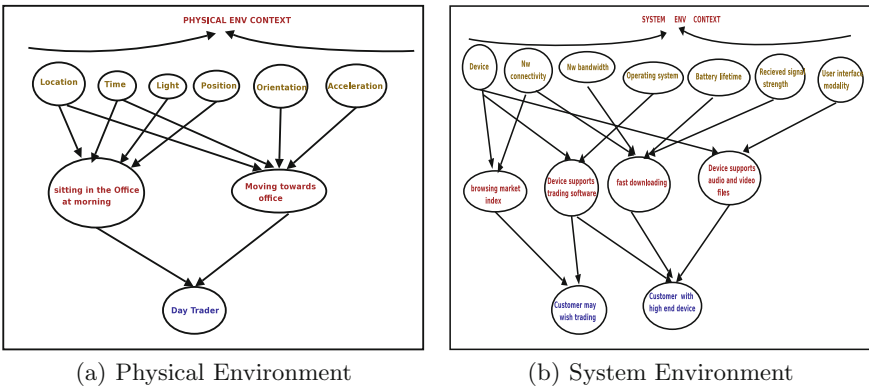 PHYSICAL ENV CONTEXT
Location
Time
Light
Position
Orientation
Acceleration
sitting in the Office
at morning
Moving towards
office
Day Trader
(a) Physical Environment
SYSTEM ENV CONTEXT
Device
Nw
connectivity
Nw bandwidth
Operating system
Battery lifetime
Recieved signal
strength
User interface
modality
browsing market
index
Device supports
trading software
fast downloading
Device supports
audio and video
files
Customer may
wish trading
Customer with
high end device
(b) System Environment